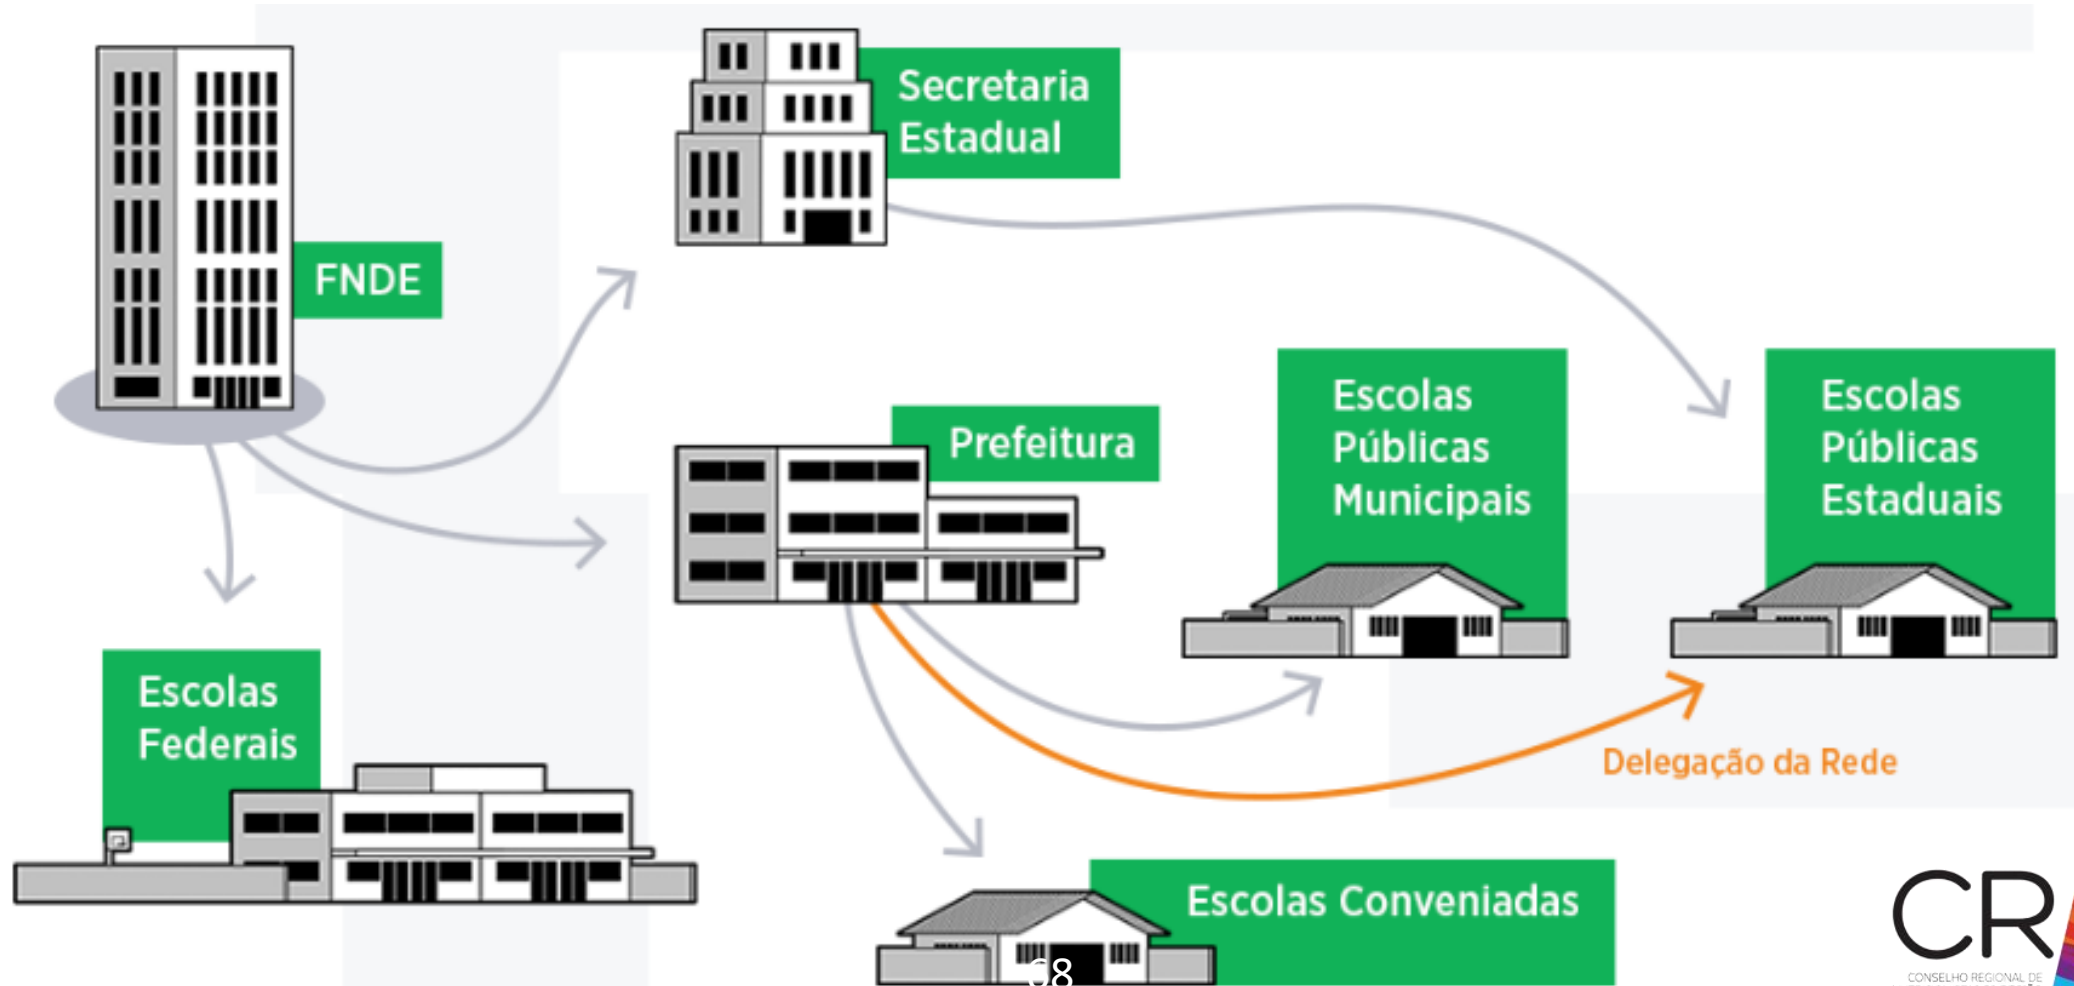 Secretaria
Estadual
FNDE
Prefeitura
Escolas
Públicas
Municipais
Escolas
Públicas
Estaduais
Escolas
Federais
Delegação da Rede
Escolas Conveniadas
68
CR
CONSELHO REGIONAL DE